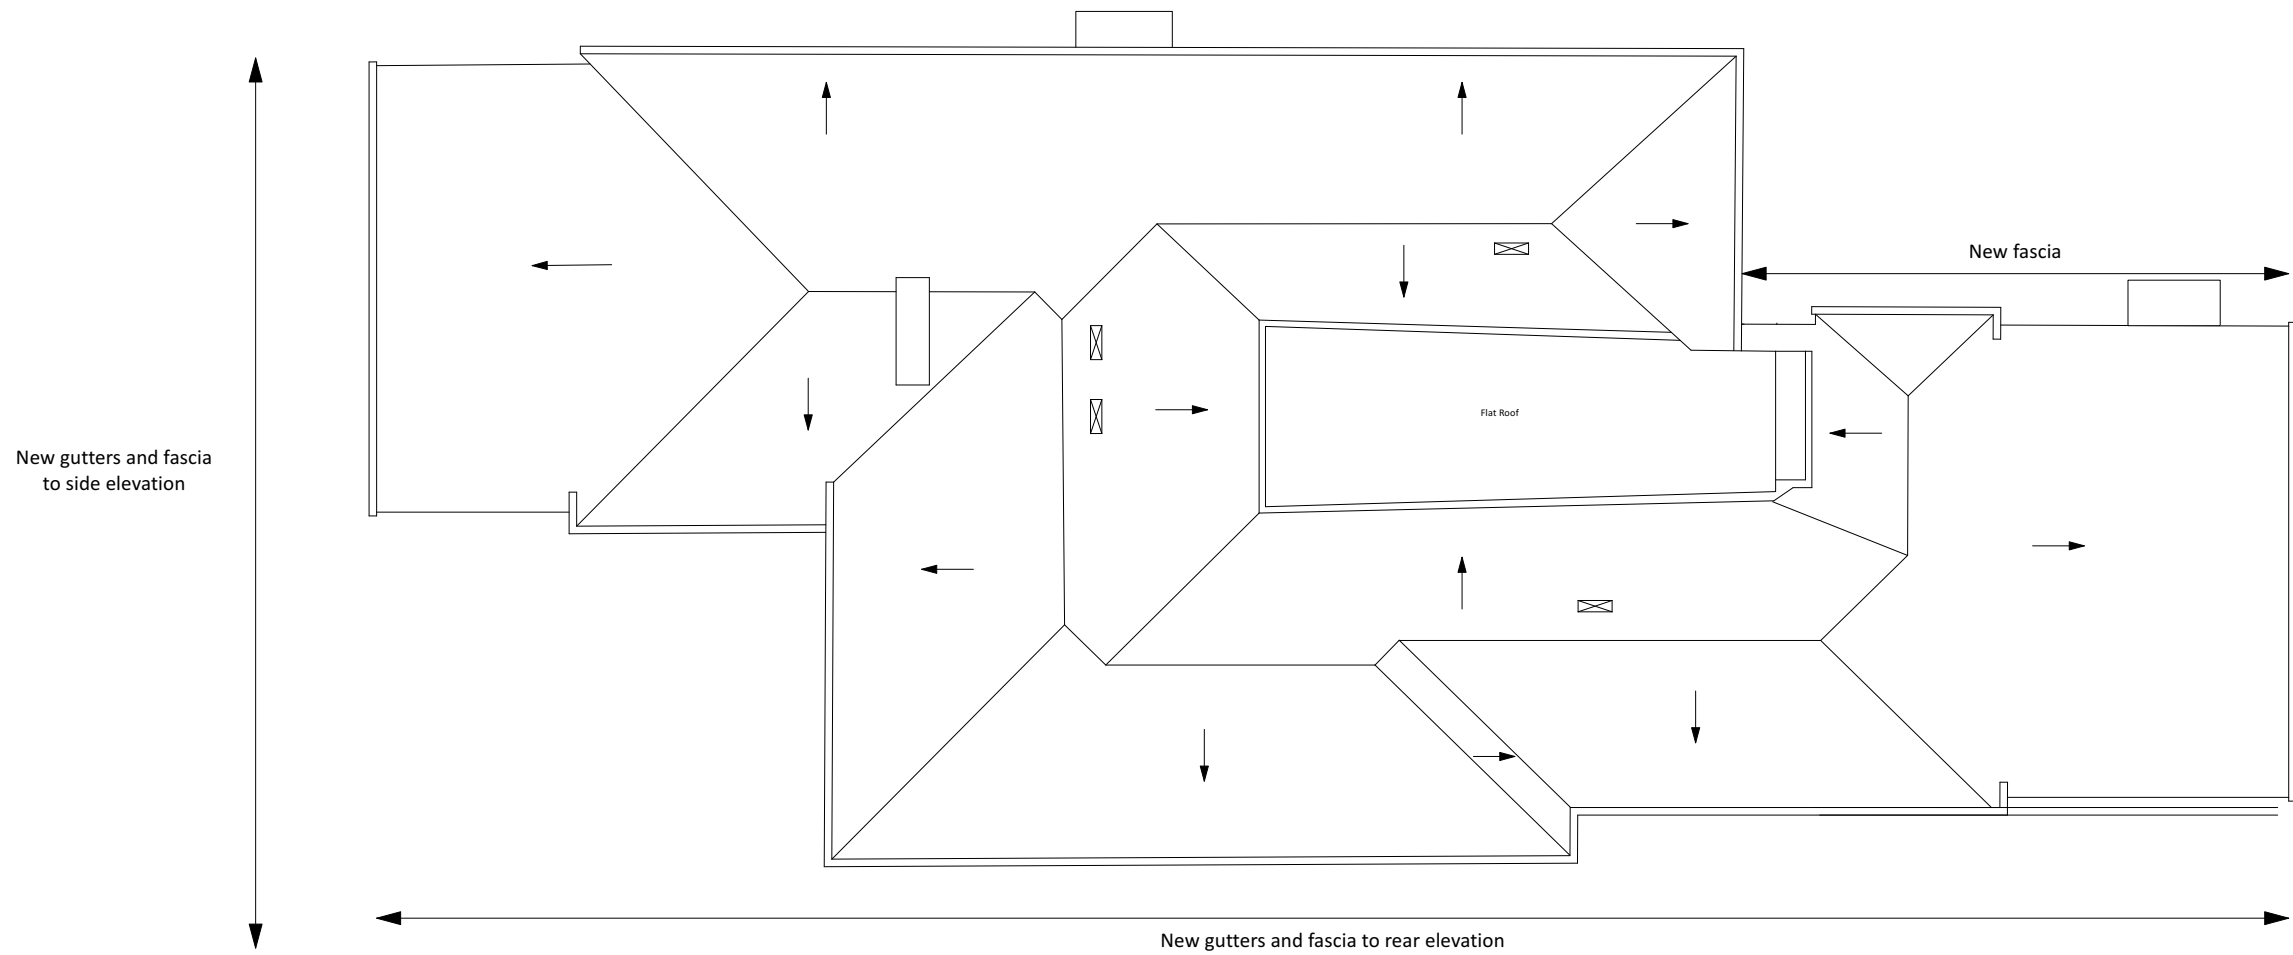 New fascia
Flat Roof
New gutters and fascia
to side elevation
New gutters and fascia to rear elevation